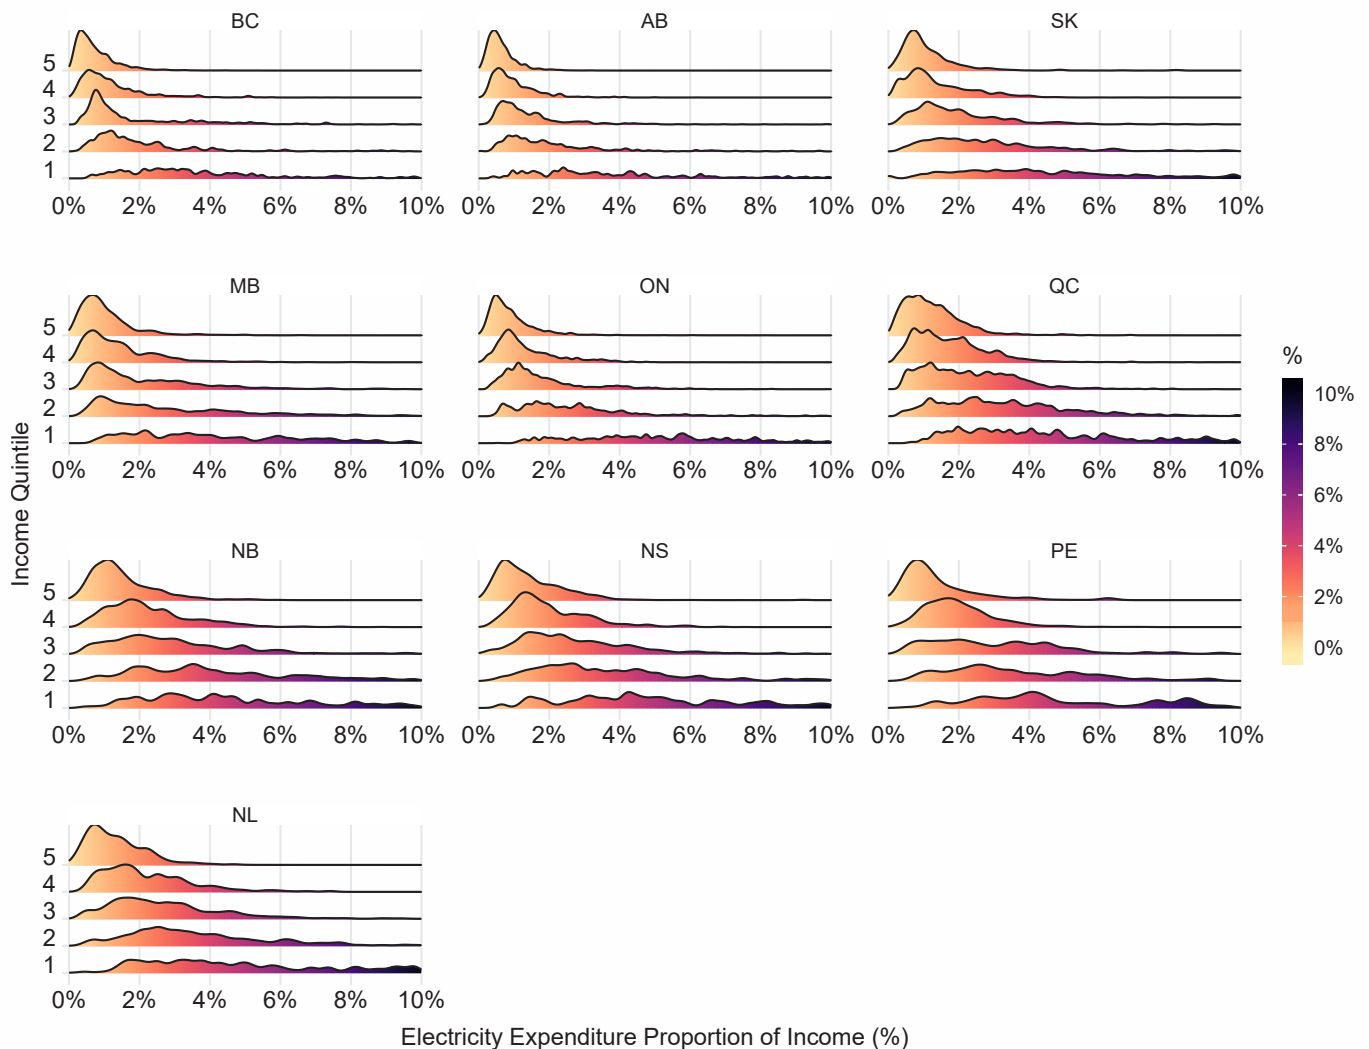 BC AB SK
5
4
3
2
1
0% 2% 4% 6% 8% 10% 0% 2% 4% 6% 8% 10% 0% 2% 4% 6% 8% 10%
MB ON QC
5
4
3
2
1
0% 2% 4% 6% 8% 10% 0% 2% 4% 6% 8% 10% 0% 2% 4% 6% 8% 10%
NB NS PE
5
4
3
2
1
0% 2% 4% 6% 8% 10% 0% 2% 4% 6% 8% 10% 0% 2% 4% 6% 8% 10%
NL
5
4
3
2
1
0% 2% 4% 6% 8% 10%
Income Quintile
Electricity Expenditure Proportion of Income (%)
%
10%
8%
6%
4%
2%
0%